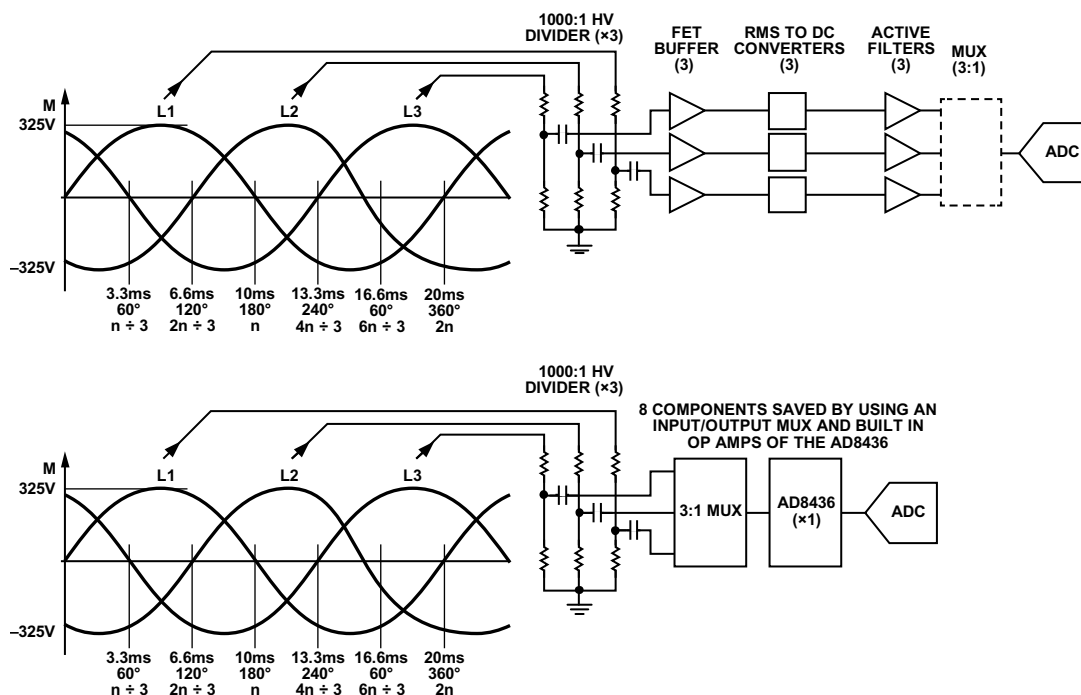 1000:1 HV
DIVIDER (×3)
FET
BUFFER
(3)
RMS TO DC
CONVERTERS
(3)
ACTIVE
FILTERS
(3)
MUX
(3:1)
M
325V
–325V
L1
L2
L3
ADC
3.3ms
60°
n ÷ 3
6.6ms
120°
2n ÷ 3
10ms
180°
n
13.3ms
240°
4n ÷ 3
16.6ms
60°
6n ÷ 3
20ms
360°
2n
1000:1 HV
DIVIDER (×3)
8 COMPONENTS SAVED BY USING AN
INPUT/OUTPUT MUX AND BUILT IN
OP AMPS OF THE AD8436
M
325V
–325V
L1
L2
L3
3:1 MUX
AD8436
(×1)
ADC
3.3ms
60°
n ÷ 3
6.6ms
120°
2n ÷ 3
10ms
180°
n
13.3ms
240°
4n ÷ 3
16.6ms
60°
6n ÷ 3
20ms
360°
2n